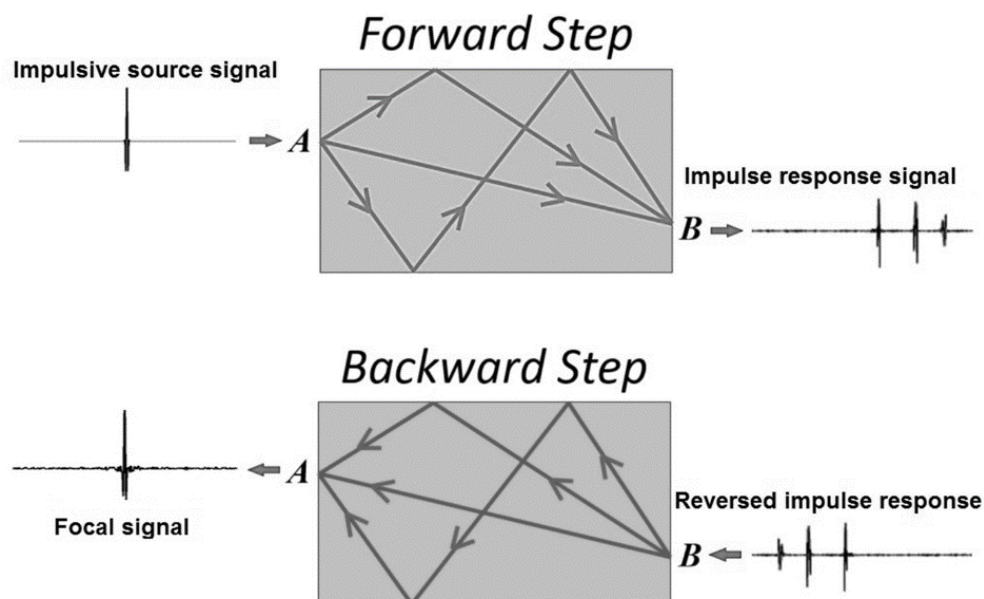 Forward Step
Impulsive source signal
A
Impulse response signal
B
Backward Step
A
Focal signal
Reversed impulse response
B